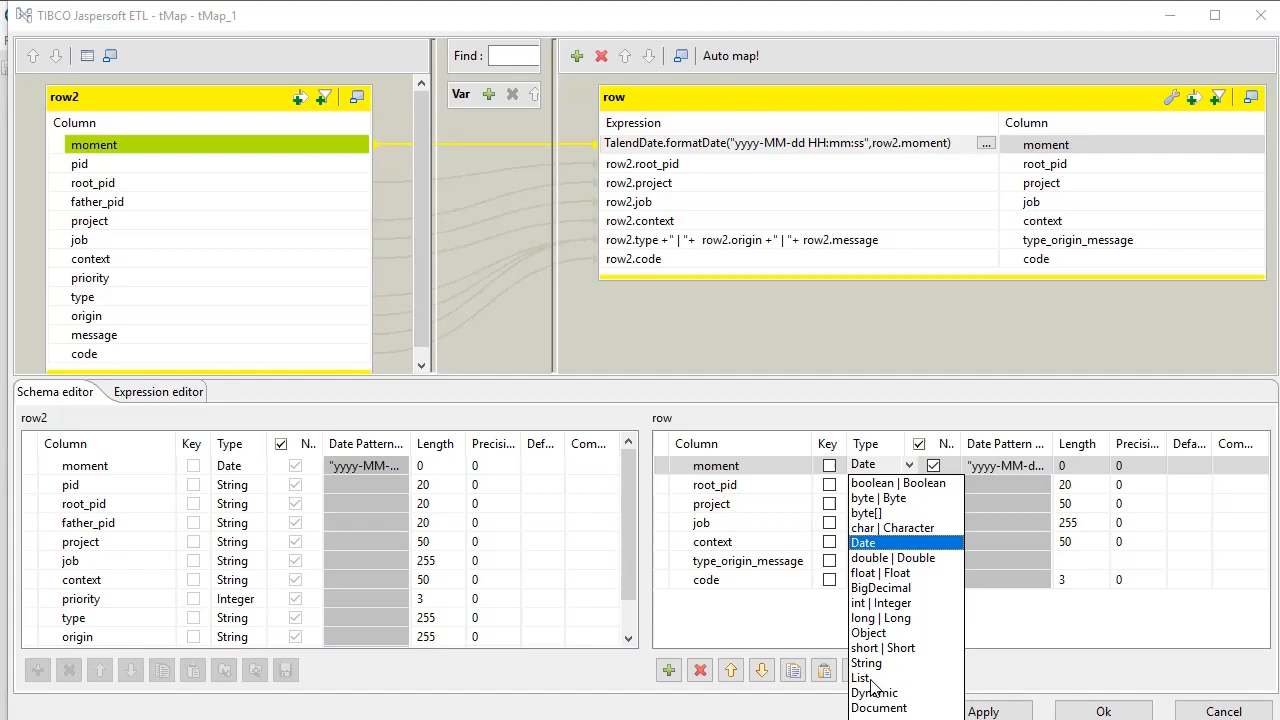 TIBCO Jaspersoft ETL - tMap - tMap_1
Find :
Auto map!
row2
Var
row
Column
Expression
Column
moment
TalendDate.formatDate("yyyy-MM-dd HH:mm:ss",row2.moment)
...
moment
pid
row2.root_pid
root_pid
root_pid
row2.project
project
father_pid
row2.job
job
project
row2.context
context
job
row2.type +" | "+  row2.origin +" | "+ row2.message
type_origin_message
context
row2.code
code
priority
type
origin
message
code
Schema editor
Expression editor
row2
row
Column Key Type N.. Date Pattern... Length Precisi... Def... Com...
moment Date "yyyy-MM-... 0 0
pid String 20 0
root_pid String 20 0
father_pid String 20 0
project String 50 0
job String 255 0
context String 50 0
priority Integer 3 0
type String 255 0
origin String 255 0
Column Key Type N.. Date Pattern ... Length Precisi... Defa... Com...
moment Date "yyyy-MM-d... 0 0
root_pid 20 0
project 50 0
job 255 0
context 50 0
type_origin_message
code 3 0
boolean | Boolean
byte | Byte
byte[]
char | Character
Date
double | Double
float | Float
BigDecimal
int | Integer
long | Long
Object
short | Short
String
List
Dynamic
Document
Apply
Ok
Cancel